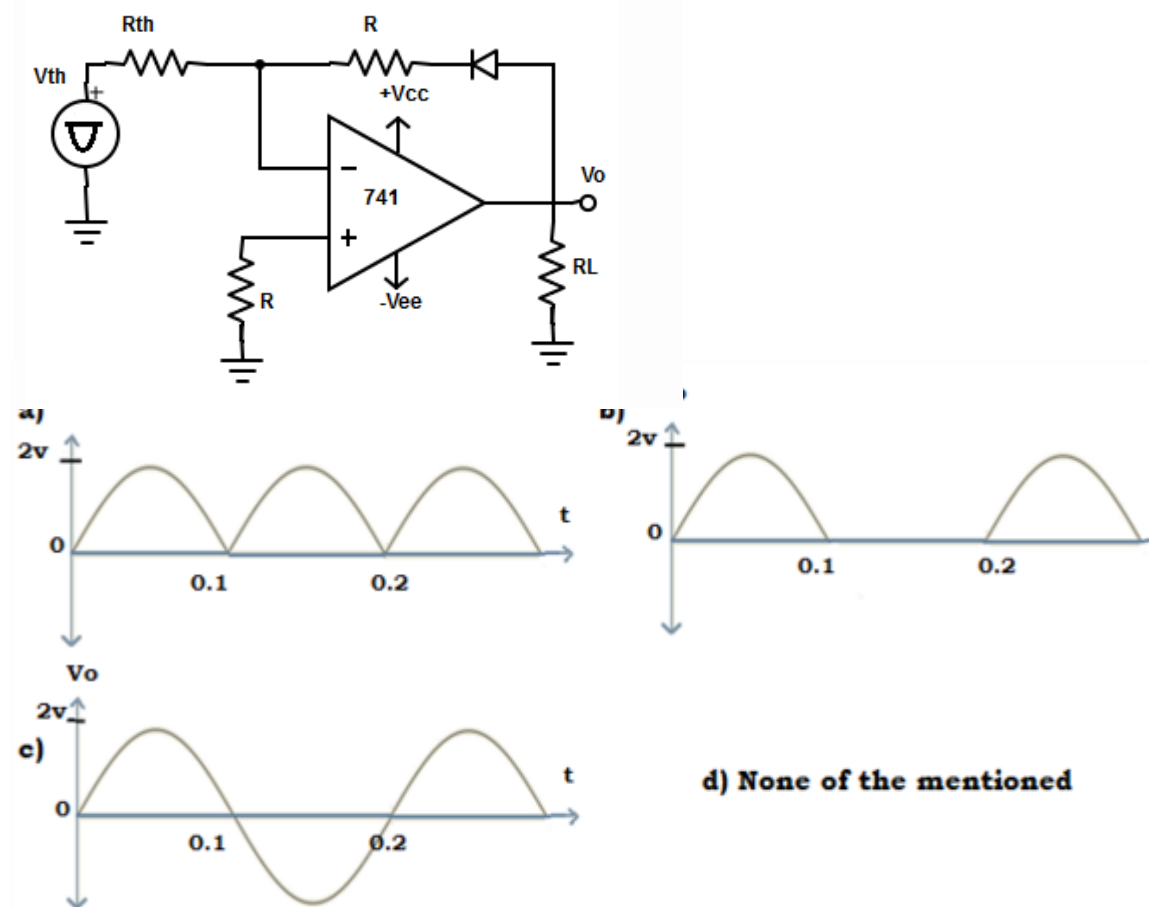 Rth
R
Vth
+
+Vcc
−
741
Vo
+
R
-Vee
RL
a)
b)
2v
2v
t
0
0
0.1
0.2
0.1
0.2
Vo
2v
c)
t
d) None of the mentioned
0
0.1
0.2